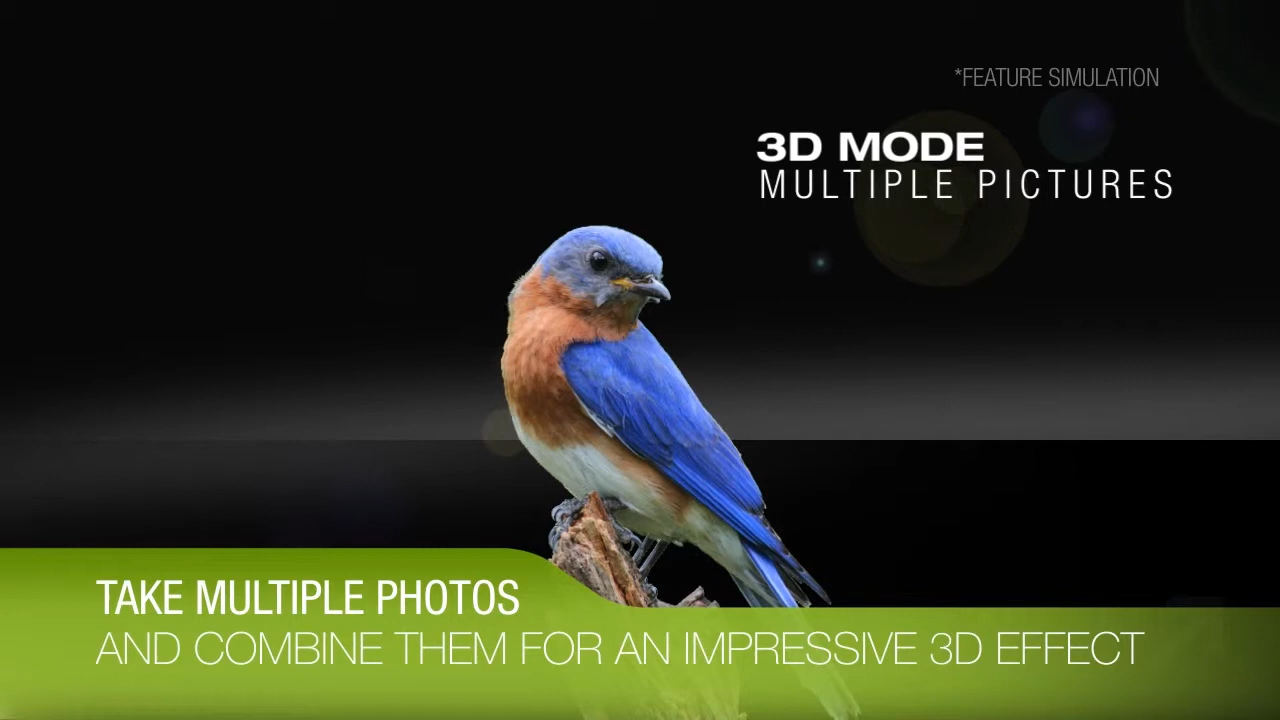 *FEATURE SIMULATION
3D MODE
MULTIPLE PICTURES
TAKE MULTIPLE PHOTOS
AND COMBINE THEM FOR AN IMPRESSIVE 3D EFFECT